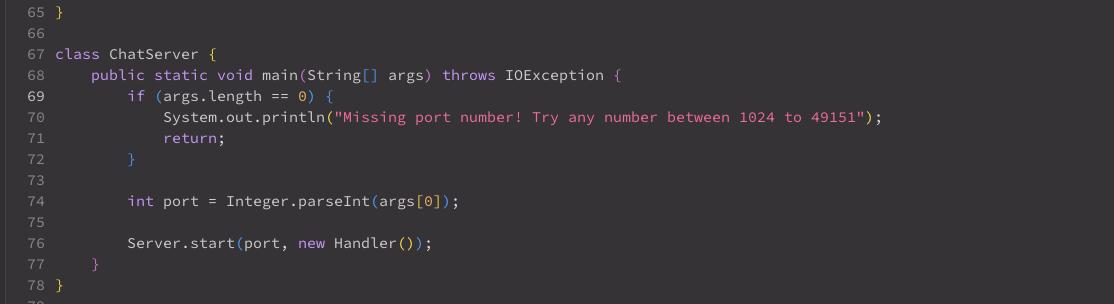 65 }
66
67 class ChatServer {
68     public static void main(String[] args) throws IOException {
69         if (args.length == 0) {
70             System.out.println("Missing port number! Try any number between 1024 to 49151");
71             return;
72         }
73
74         int port = Integer.parseInt(args[0]);
75
76         Server.start(port, new Handler());
77     }
78 }